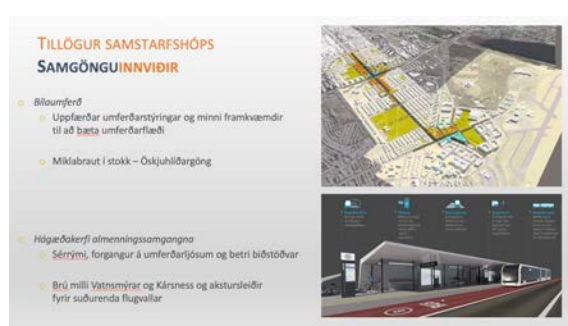 TILLÖGUR SAMSTARFSHÓPS
SAMGÖNGUINNVIÐIR
Bílaumferð
Uppfærðar umferðarstýringar og minni framkvæmdir
til að bæta umferðarflæði
Miklabraut í stokk – Öskjuhlíðargöng
Hágæðakerfi almenningssamgangna
Sérrými, forgangur á umferðarljósum og betri biðstöðvar
Brú milli Vatnsmýrar og Kársness og akstursleiðir
fyrir suðurenda flugvallar